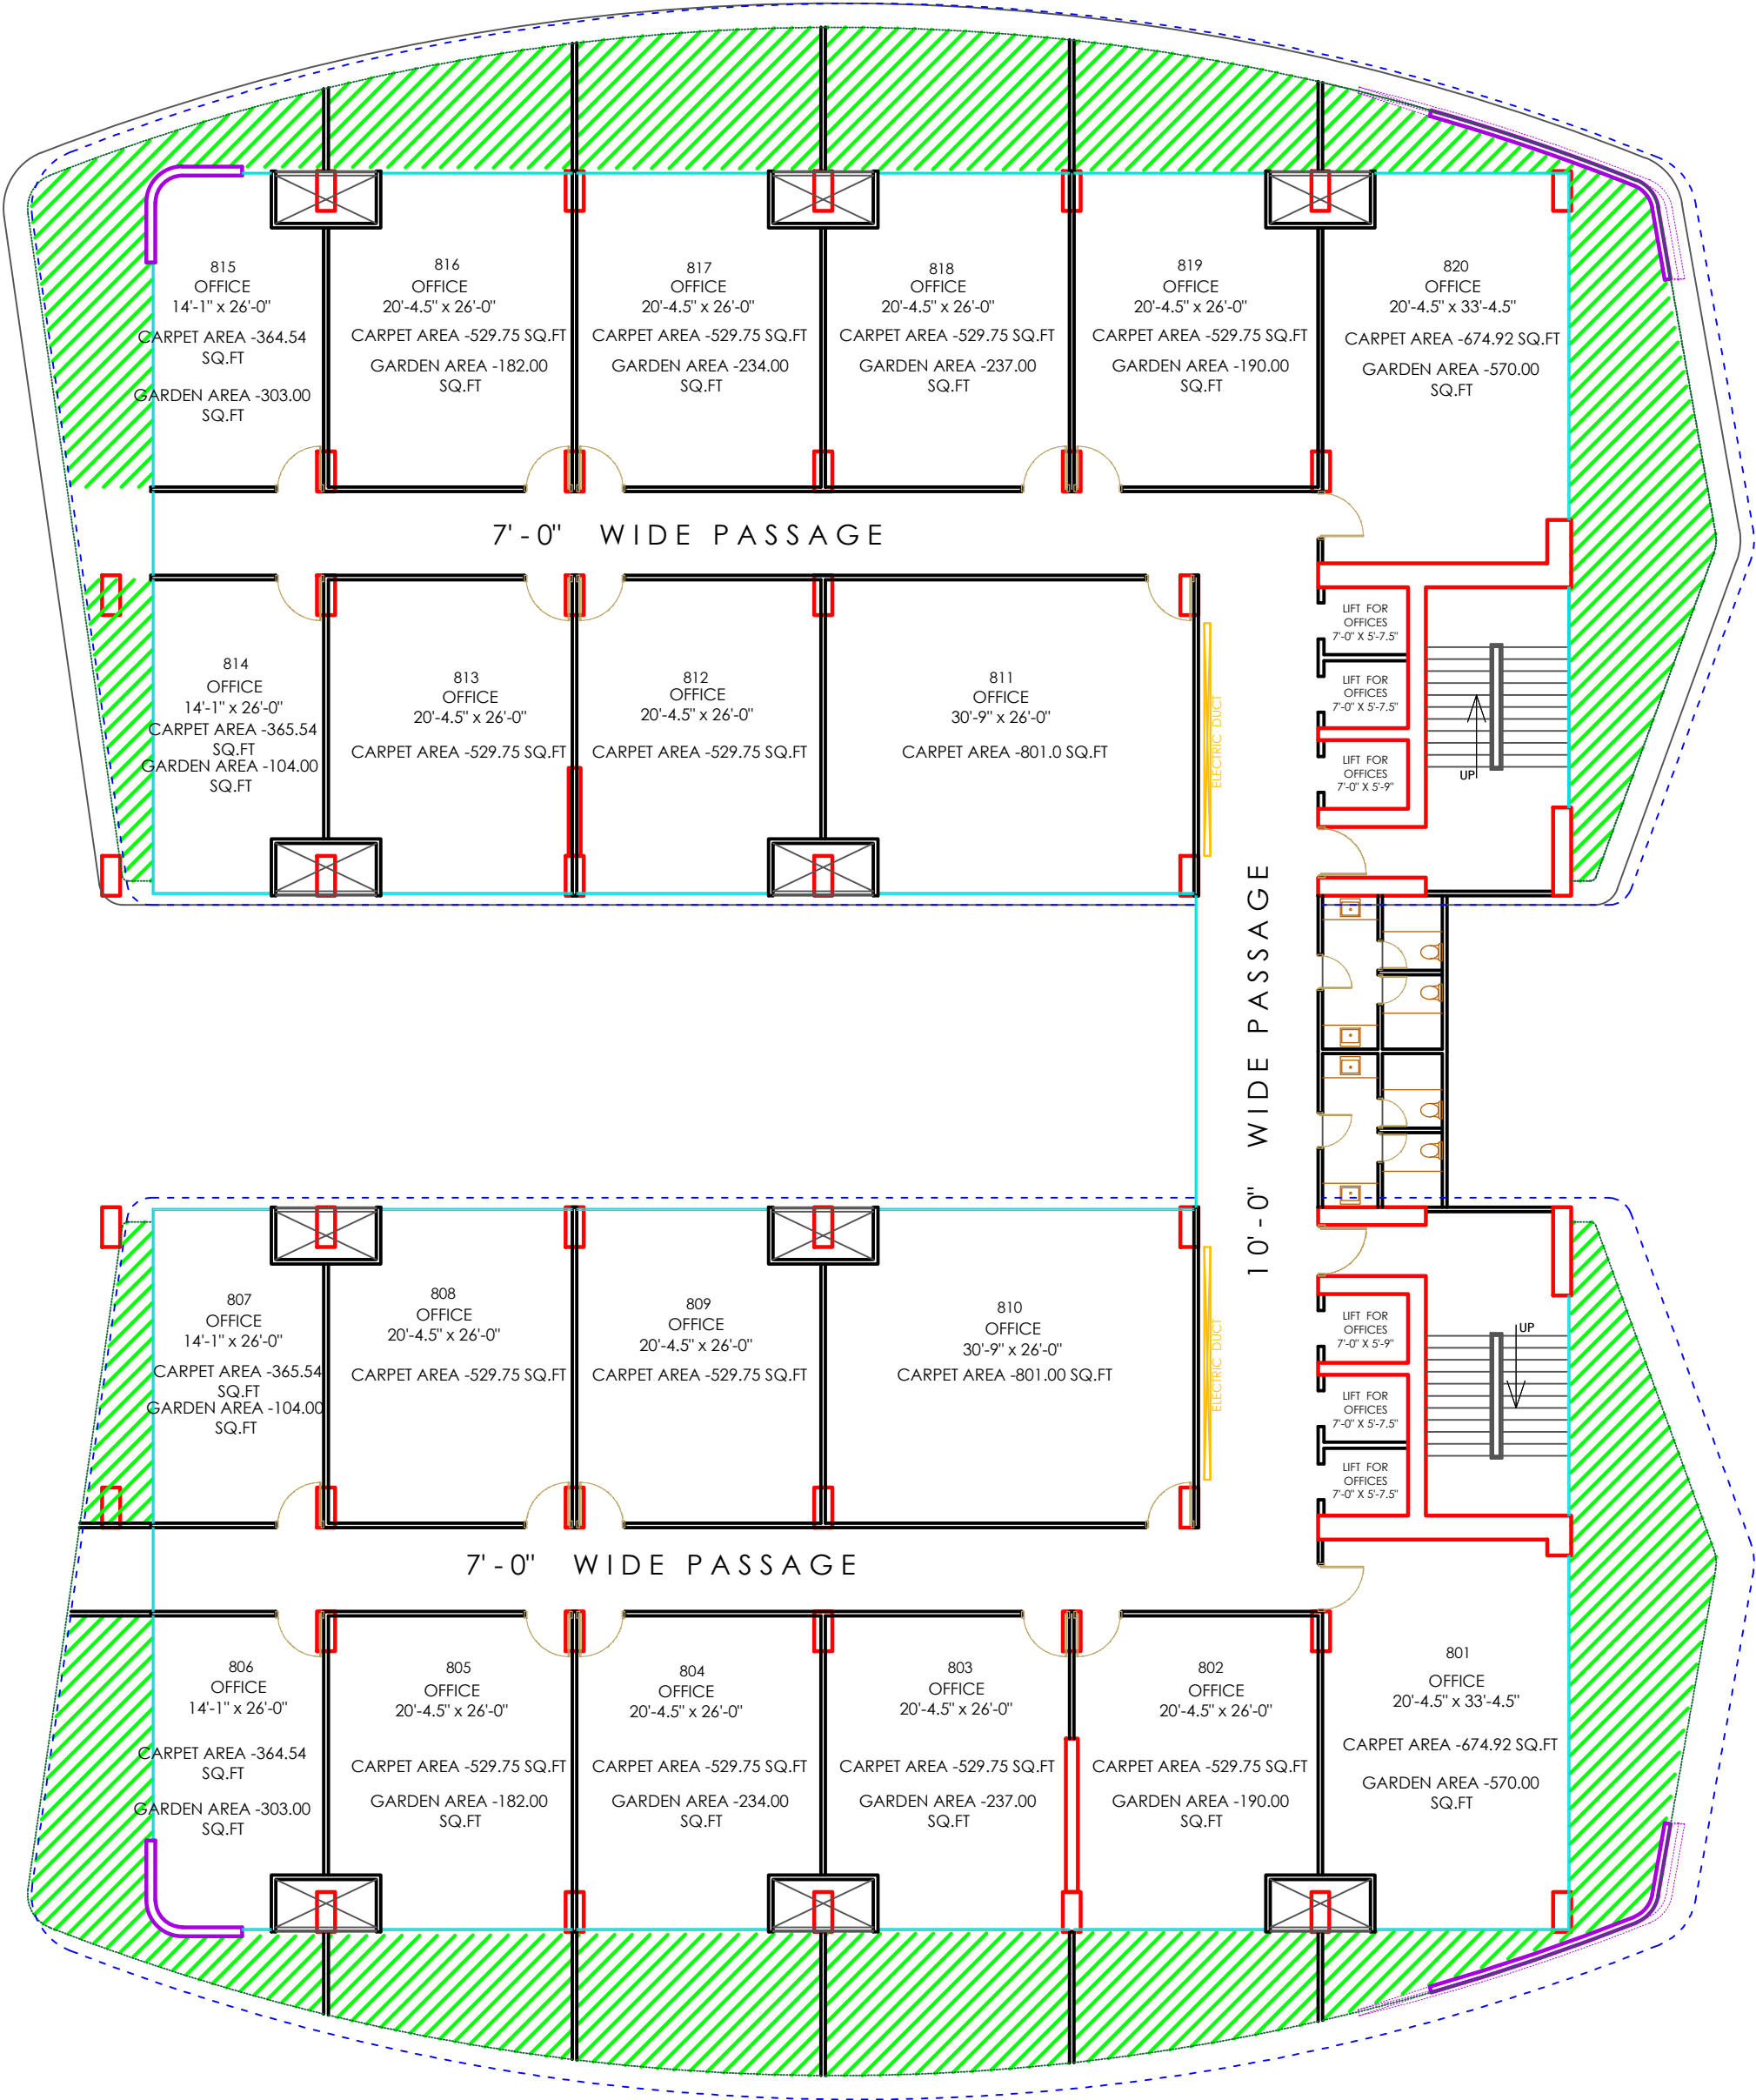 815
OFFICE
14'-1" x 26'-0"
CARPET AREA -364.54
SQ.FT
GARDEN AREA -303.00
SQ.FT
816
OFFICE
20'-4.5" x 26'-0"
CARPET AREA -529.75 SQ.FT
GARDEN AREA -182.00
SQ.FT
817
OFFICE
20'-4.5" x 26'-0"
CARPET AREA -529.75 SQ.FT
GARDEN AREA -234.00
SQ.FT
818
OFFICE
20'-4.5" x 26'-0"
CARPET AREA -529.75 SQ.FT
GARDEN AREA -237.00
SQ.FT
819
OFFICE
20'-4.5" x 26'-0"
CARPET AREA -529.75 SQ.FT
GARDEN AREA -190.00
SQ.FT
820
OFFICE
20'-4.5" x 33'-4.5"
CARPET AREA -674.92 SQ.FT
GARDEN AREA -570.00
SQ.FT
7'-0" WIDE PASSAGE
814
OFFICE
14'-1" x 26'-0"
CARPET AREA -365.54
SQ.FT
GARDEN AREA -104.00
SQ.FT
813
OFFICE
20'-4.5" x 26'-0"
CARPET AREA -529.75 SQ.FT
812
OFFICE
20'-4.5" x 26'-0"
CARPET AREA -529.75 SQ.FT
811
OFFICE
30'-9" x 26'-0"
CARPET AREA -801.0 SQ.FT
ELECTRIC DUCT
LIFT FOR
OFFICES
7'-0" X 5'-7.5"
LIFT FOR
OFFICES
7'-0" X 5'-7.5"
LIFT FOR
OFFICES
7'-0" X 5'-9"
UP
10'-0" WIDE PASSAGE
807
OFFICE
14'-1" x 26'-0"
CARPET AREA -365.54
SQ.FT
GARDEN AREA -104.00
SQ.FT
808
OFFICE
20'-4.5" x 26'-0"
CARPET AREA -529.75 SQ.FT
809
OFFICE
20'-4.5" x 26'-0"
CARPET AREA -529.75 SQ.FT
810
OFFICE
30'-9" x 26'-0"
CARPET AREA -801.00 SQ.FT
ELECTRIC DUCT
LIFT FOR
OFFICES
7'-0" X 5'-9"
LIFT FOR
OFFICES
7'-0" X 5'-7.5"
LIFT FOR
OFFICES
7'-0" X 5'-7.5"
UP
7'-0" WIDE PASSAGE
806
OFFICE
14'-1" x 26'-0"
CARPET AREA -364.54
SQ.FT
GARDEN AREA -303.00
SQ.FT
805
OFFICE
20'-4.5" x 26'-0"
CARPET AREA -529.75 SQ.FT
GARDEN AREA -182.00
SQ.FT
804
OFFICE
20'-4.5" x 26'-0"
CARPET AREA -529.75 SQ.FT
GARDEN AREA -234.00
SQ.FT
803
OFFICE
20'-4.5" x 26'-0"
CARPET AREA -529.75 SQ.FT
GARDEN AREA -237.00
SQ.FT
802
OFFICE
20'-4.5" x 26'-0"
CARPET AREA -529.75 SQ.FT
GARDEN AREA -190.00
SQ.FT
801
OFFICE
20'-4.5" x 33'-4.5"
CARPET AREA -674.92 SQ.FT
GARDEN AREA -570.00
SQ.FT